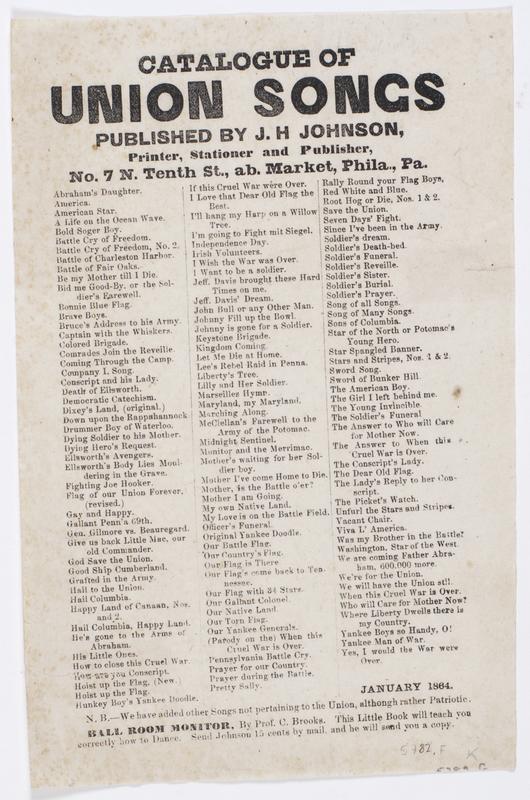 CATALOGUE OF
UNION SONGS
PUBLISHED BY J. H JOHNSON,
Printer, Stationer and Publisher,
No. 7 N. Tenth St., ab. Market, Phila., Pa.
Abraham's Daughter.
America.
American Star.
A Life on the Ocean Wave.
Bold Soger Boy.
Battle Cry of Freedom.
Battle Cry of Freedom, No. 2.
Battle of Charleston Harbor.
Battle of Fair Oaks.
Be my Mother till I Die.
Bid me Good-By, or the Sol-
dier's Farewell.
Bonnie Blue Flag.
Brave Boys.
Bruce's Address to his Army.
Captain with the Whiskers.
Colored Brigade.
Comrades Join the Reveille.
Coming Through the Camp.
Company I, Song.
Conscript and his Lady.
Death of Ellsworth.
Democratic Catechism.
Dixey's Land, (original.)
Down upon the Rappahannock
Drummer Boy of Waterloo.
Dying Soldier to his Mother.
Dying Hero's Request.
Ellsworth's Avengers.
Ellsworth's Body Lies Moul-
dering in the Grave.
Fighting Joe Hooker.
Flag of our Union Forever,
(revised.)
Gay and Happy.
Gallant Penn'a 69th.
Gen. Gilmore vs. Beauregard.
Give us back Little Mac, our
old Commander.
God Save the Union.
Good Ship Cumberland.
Grafted in the Army.
Hail to the Union.
Hail Columbia.
Happy Land of Canaan, Nos.
and 2.
Hail Columbia, Happy Land.
He's gone to the Arms of
Abraham.
His Little Ones.
How to close this Cruel War.
How are you Conscript.
Hoist up the Flag, (New.)
Hoist up the Flag.
Hunkey Boy's Yankee Doodle.
If this Cruel War were Over.
I Love that Dear Old Flag the
Best.
I'll hang my Harp on a Willow
Tree.
I'm going to Fight mit Siegel.
Independence Day.
Irish Volunteers.
I Wish the War was Over.
I Want to be a soldier.
Jeff. Davis brought these Hard
Times on me.
Jeff. Davis' Dream.
John Bull or any Other Man.
Johnny Fill up the Bowl.
Johnny is gone for a Soldier.
Keystone Brigade.
Kingdom Coming.
Let Me Die at Home.
Lee's Rebel Raid in Penna.
Liberty's Tree.
Lilly and Her Soldier.
Marseilles Hymn.
Maryland, my Maryland.
Marching Along.
McClellan's Farewell to the
Army of the Potomac.
Midnight Sentinel.
Monitor and the Merrimac.
Mother's waiting for her Sol-
dier boy.
Mother I've come Home to Die.
Mother, is the Battle o'er?
Mother I am Going.
My own Native Land.
My Love is on the Battle Field.
Officer's Funeral.
Original Yankee Doodle.
Our Battle Flag.
Our Country's Flag.
Our Flag is There
Our Flag's come back to Ten-
nessee.
Our Flag with 34 Stars.
Our Gallant Colonel.
Our Native Land.
Our Torn Flag.
Our Yankee Generals.
(Parody on the) When this
Cruel War is Over.
Pennsylvania Battle Cry.
Prayer for our Country.
Prayer during the Battle.
Pretty Sally.
Rally Round your Flag Boys,
Red White and Blue.
Root Hog or Die, Nos. 1 & 2.
Save the Union.
Seven Days' Fight.
Since I've been in the Army.
Soldier's dream.
Soldier's Death-bed.
Soldier's Funeral.
Soldier's Reveille.
Soldier's Sister.
Soldier's Burial.
Soldier's Prayer.
Song of all Songs.
Song of Many Songs.
Sons of Columbia.
Star of the North or Potomac's
Young Hero.
Star Spangled Banner.
Stars and Stripes, Nos. 1 & 2.
Sword Song.
Sword of Bunker Hill.
The American Boy.
The Girl I left behind me.
The Young Invincible.
The Soldier's Funeral
The Answer to Who will Care
for Mother Now.
The Answer to When this
Cruel War is Over.
The Conscript's Lady.
The Dear Old Flag.
The Lady's Reply to her Con-
script.
The Picket's Watch.
Unfurl the Stars and Stripes.
Vacant Chair.
Viva L' America.
Was my Brother in the Battle?
Washington, Star of the West.
We are coming Father Abra-
ham, 600,000 more.
We're for the Union.
We will have the Union still.
When this Cruel War is Over.
Who will Care for Mother Now?
Where Liberty Dwells there is
my Country.
Yankee Boys so Handy, O!
Yankee Man of War.
Yes, I would the War were
Over.
JANUARY 1864.
N. B.—We have added other Songs not pertaining to the Union, although rather Patriotic.
BALL ROOM MONITOR, By Prof. C. Brooks. This Little Book will teach you
correctly how to Dance. Send Johnson 15 cents by mail, and he will send you a copy.
5782.F K